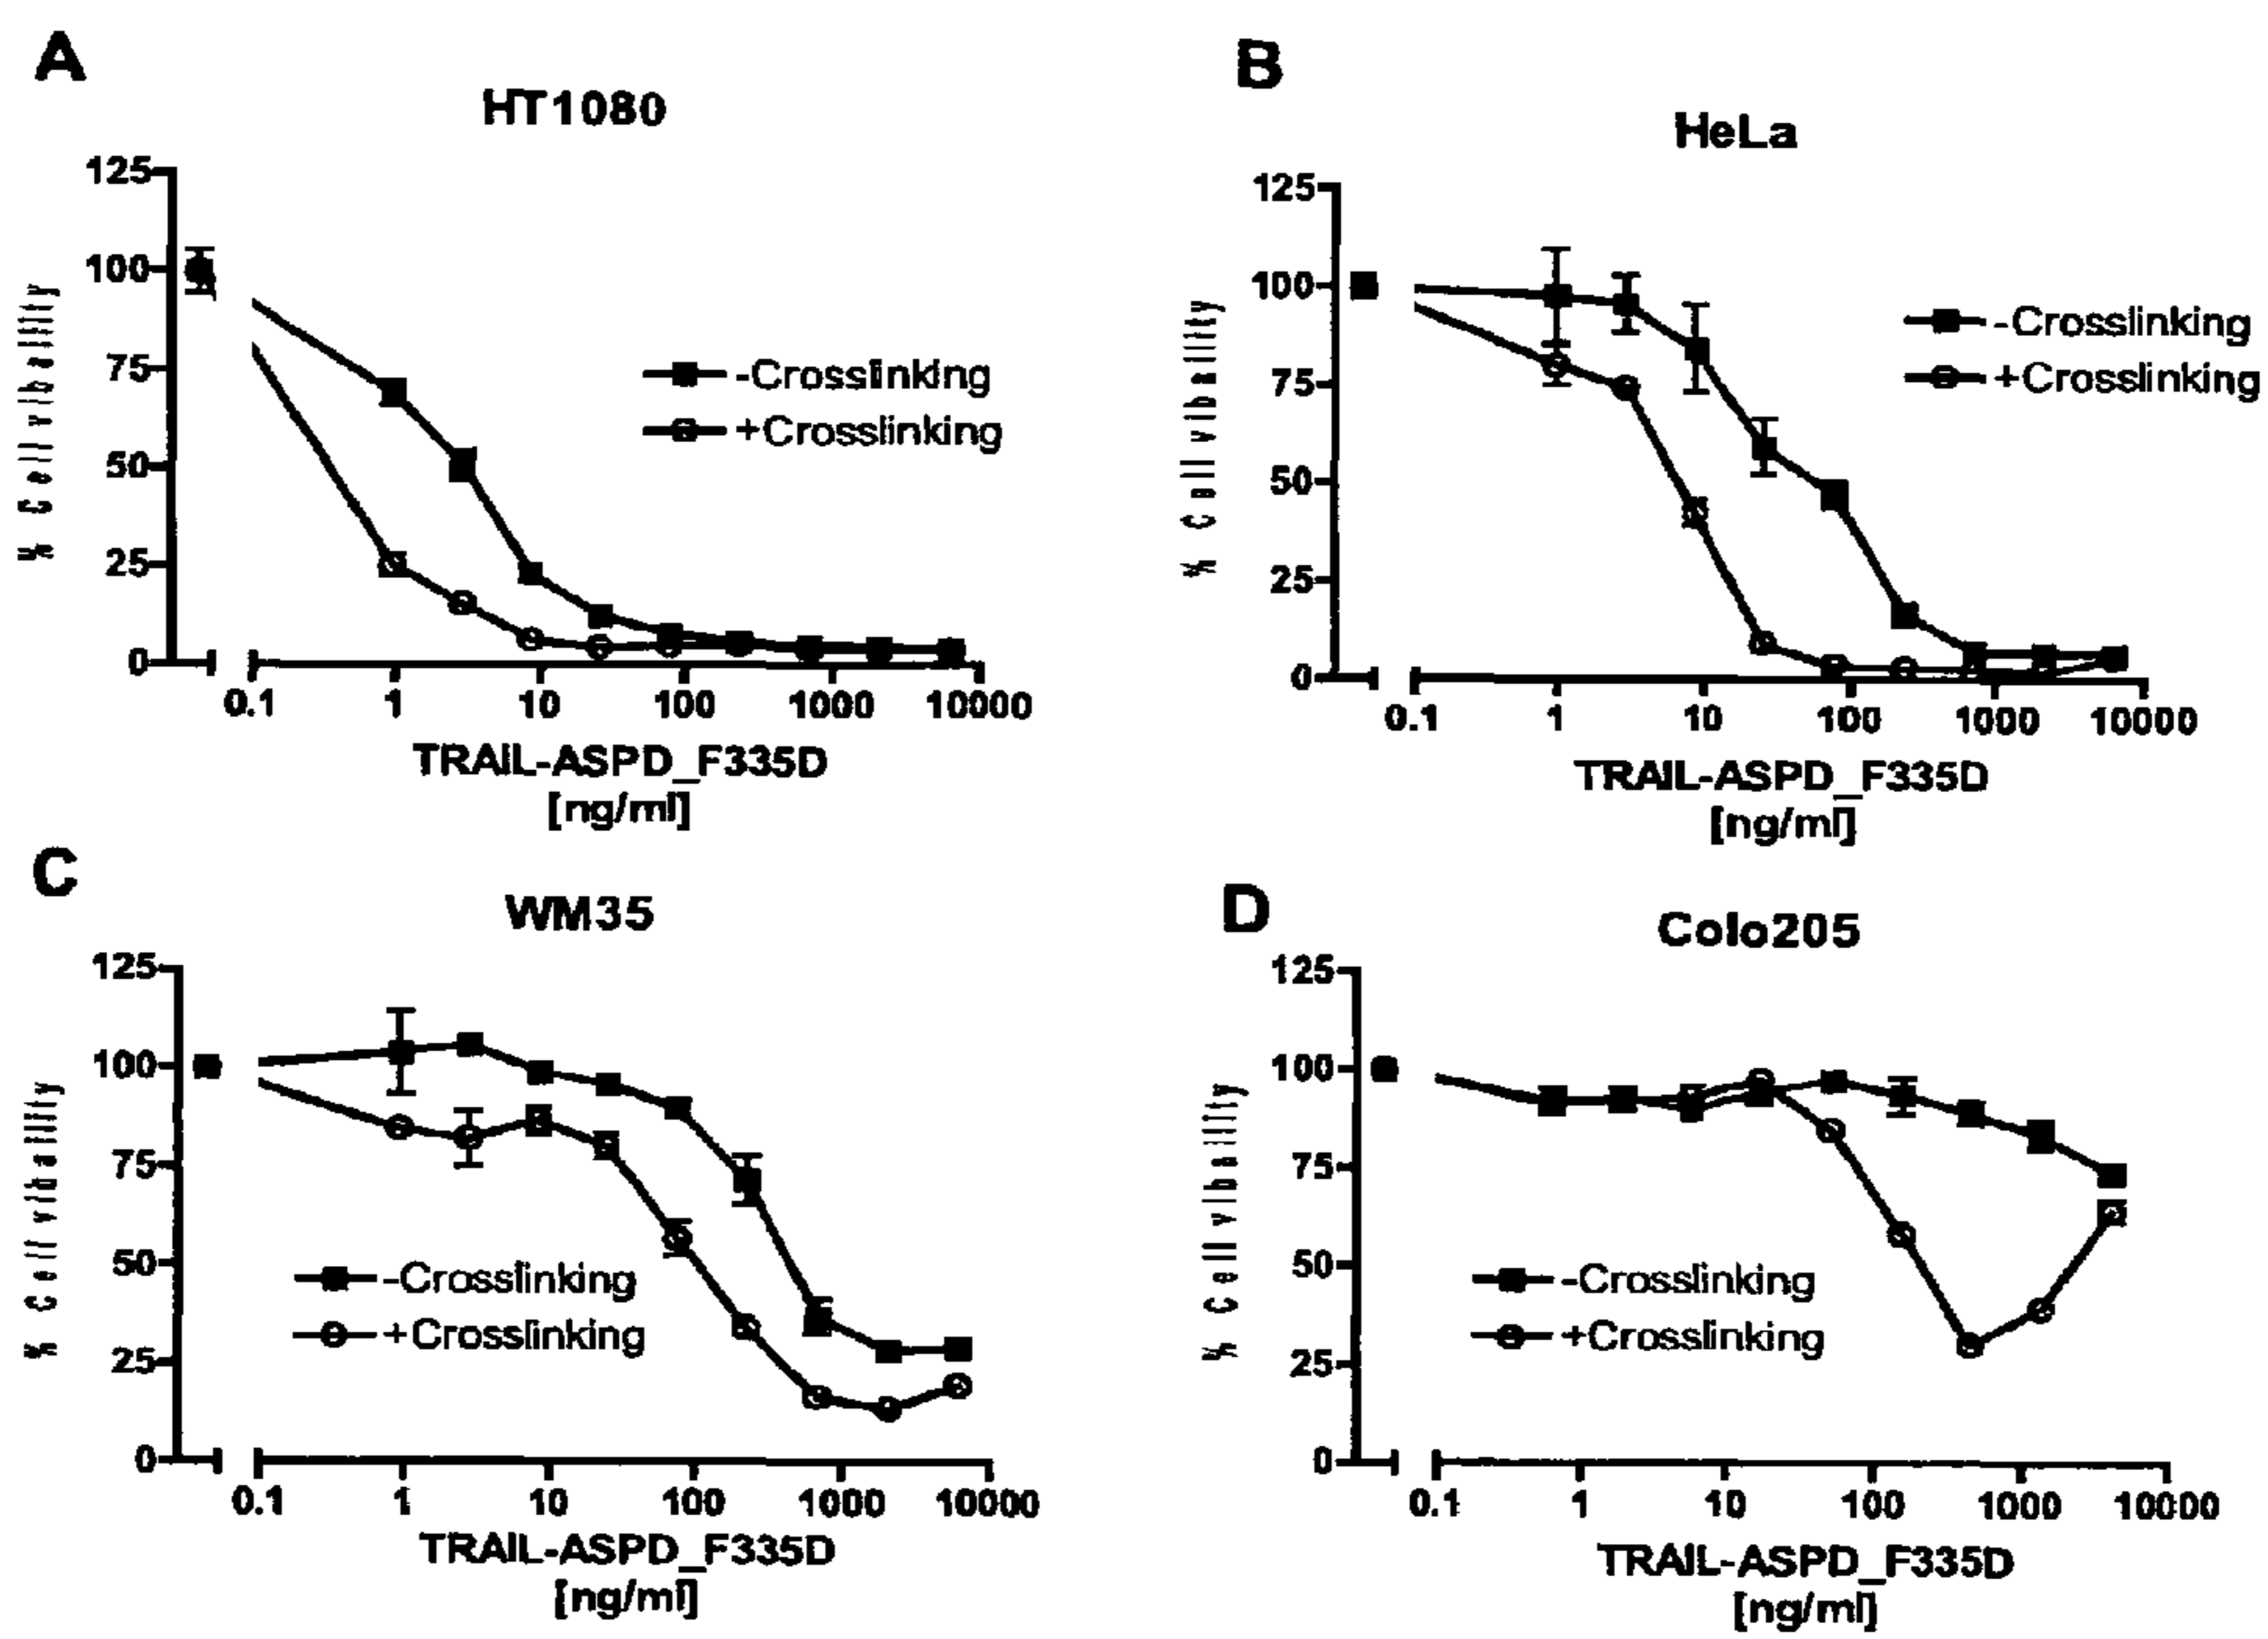 A
HT1080
125
100
75
50
25
0
% Cell vibality
-Crosslinking
+Crosslinking
0.1 1 10 100 1000 10000
TRAIL-ASPD_F335D
[ng/ml]
B
HeLa
125
100
75
50
25
0
% Cell vibality
-Crosslinking
+Crosslinking
0.1 1 10 100 1000 10000
TRAIL-ASPD_F335D
[ng/ml]
C
WM35
125
100
75
50
25
0
% Cell vibality
-Crosslinking
+Crosslinking
0.1 1 10 100 1000 10000
TRAIL-ASPD_F335D
[ng/ml]
D
Colo205
125
100
75
50
25
0
% Cell vibality
-Crosslinking
+Crosslinking
0.1 1 10 100 1000 10000
TRAIL-ASPD_F335D
[ng/ml]